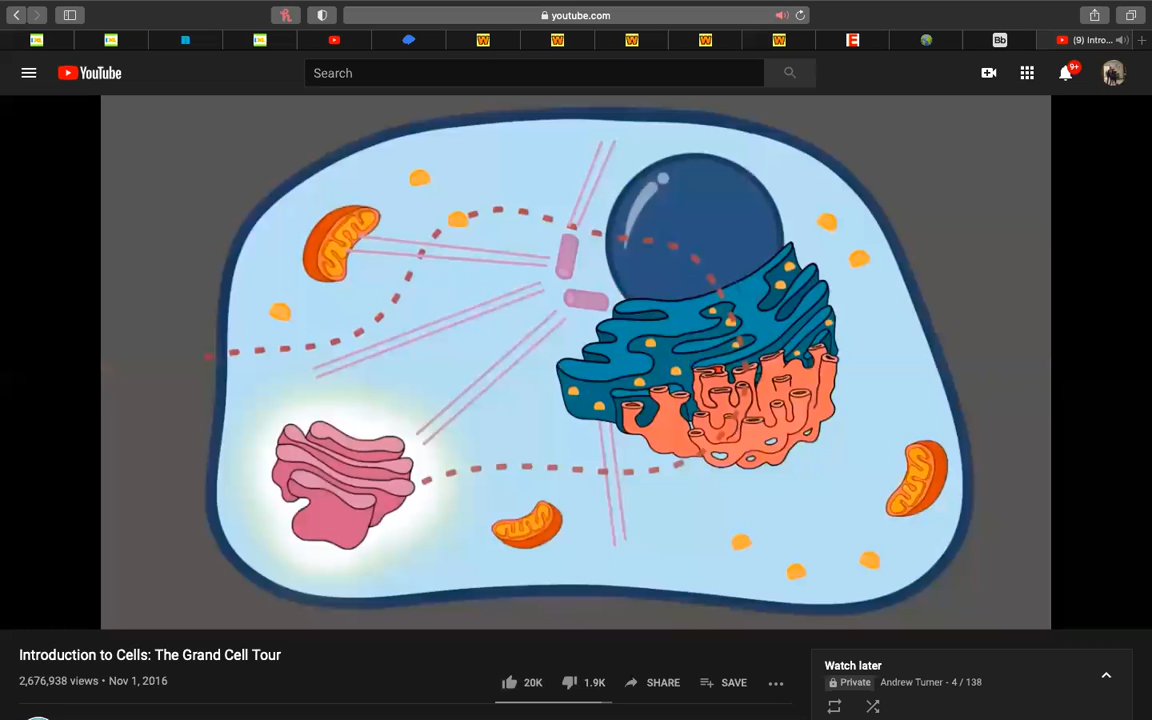 youtube.com
W W W W W E Bb (9) Intro...
YouTube
Search
9+
Introduction to Cells: The Grand Cell Tour
2,676,938 views • Nov 1, 2016
20K 1.9K SHARE SAVE
Watch later
Private Andrew Turner - 4 / 138